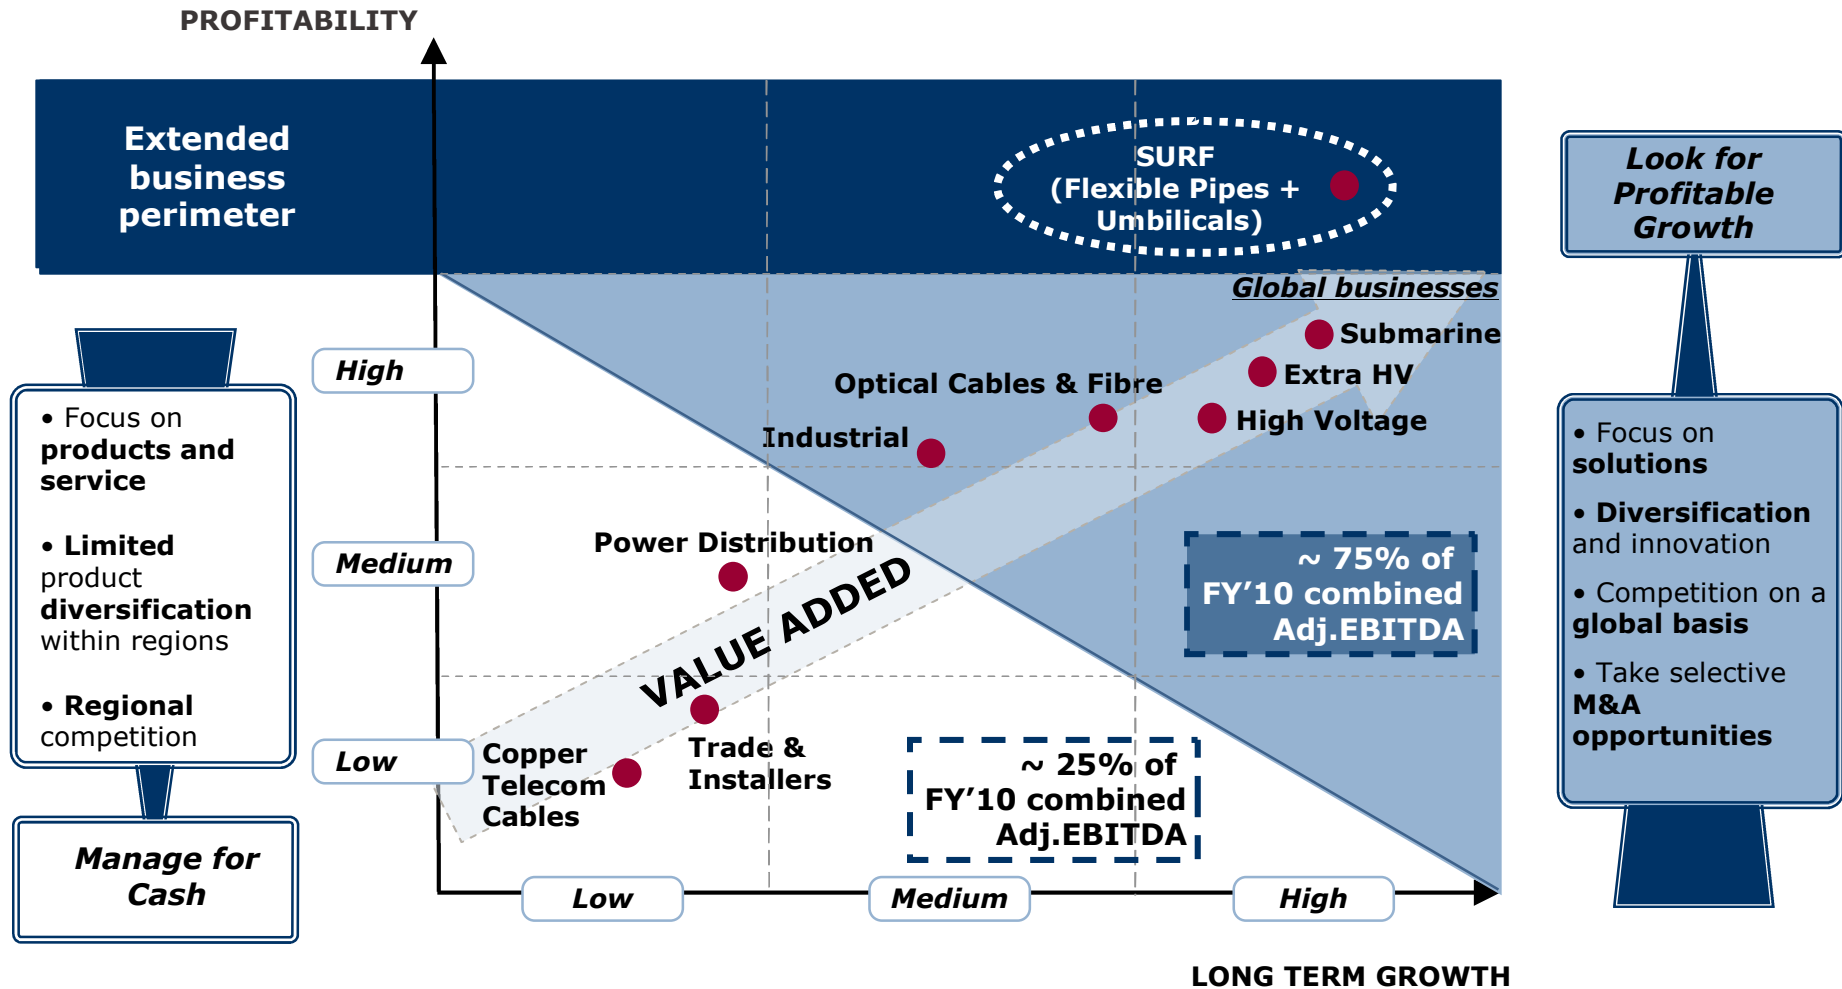 PROFITABILITY
Extended
business
perimeter
SURF
(Flexible Pipes +
Umbilicals)
Look for
Profitable
Growth
Global businesses
Submarine
Extra HV
High Voltage
Optical Cables & Fibre
Industrial
Power Distribution
VALUE ADDED
Trade &
Installers
Copper
Telecom
Cables
High
Medium
Low
• Focus on
products and
service
• Limited
product
diversification
within regions
• Regional
competition
Manage for
Cash
~ 75% of
FY’10 combined
Adj.EBITDA
~ 25% of
FY’10 combined
Adj.EBITDA
• Focus on
solutions
• Diversification
and innovation
• Competition on a
global basis
• Take selective
M&A
opportunities
Low
Medium
High
LONG TERM GROWTH